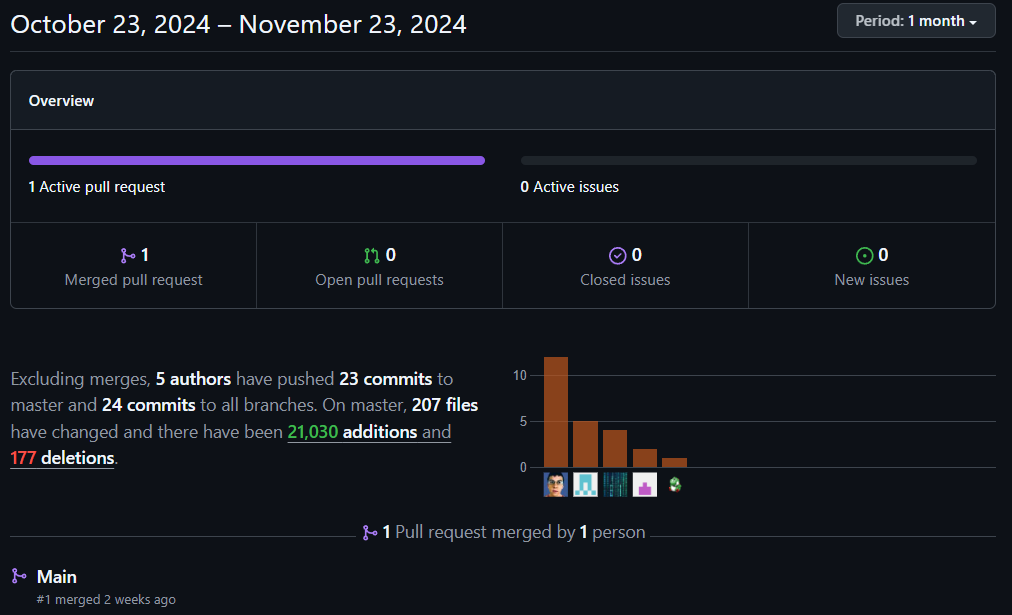 October 23, 2024 – November 23, 2024
Period: 1 month
Overview
1 Active pull request
0 Active issues
1
Merged pull request
0
Open pull requests
0
Closed issues
0
New issues
Excluding merges, 5 authors have pushed 23 commits to
master and 24 commits to all branches. On master, 207 files
have changed and there have been 21,030 additions and
177 deletions.
10
5
0
1 Pull request merged by 1 person
Main
#1 merged 2 weeks ago